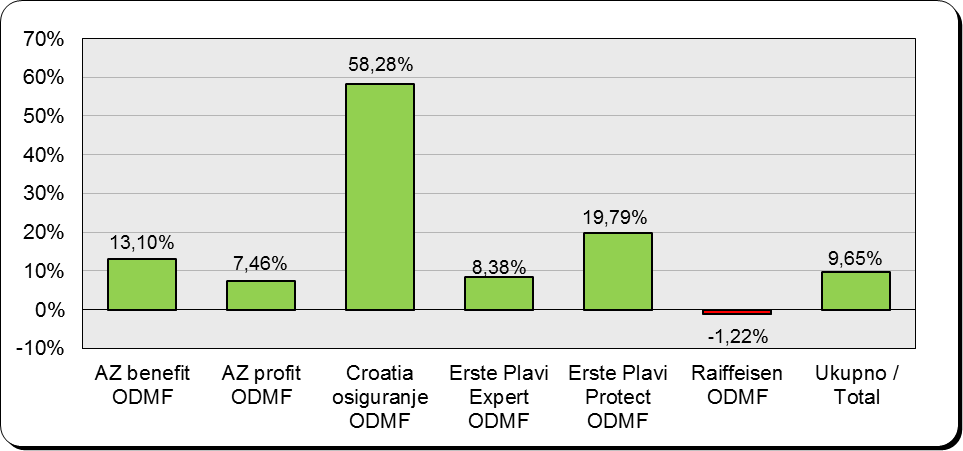 70%
60%
50%
40%
30%
20%
10%
0%
-10%
13,10%
7,46%
58,28%
8,38%
19,79%
-1,22%
9,65%
AZ benefit
ODMF
AZ profit
ODMF
Croatia
osiguranje
ODMF
Erste Plavi
Expert
ODMF
Erste Plavi
Protect
ODMF
Raiffeisen
ODMF
Ukupno /
Total